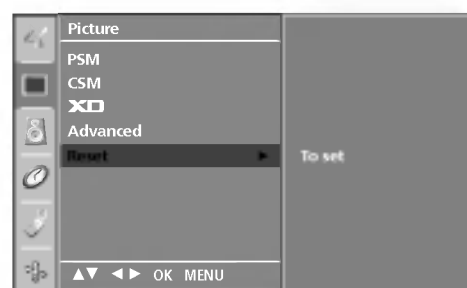 Picture
PSM
CSM
XD
Advanced
Reset ► To set
▲▼ ◄► OK MENU